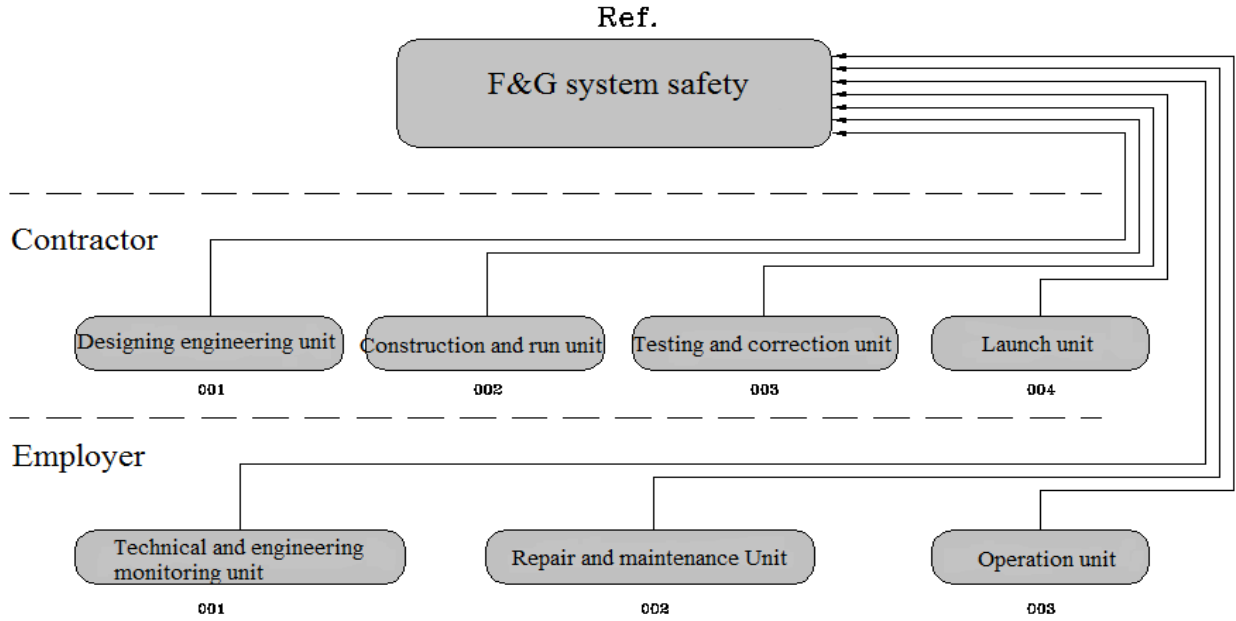 Ref.
F&G system safety
Contractor
Designing engineering unit
Construction and run unit
Testing and correction unit
Launch unit
001
002
003
004
Employer
Technical and engineering
monitoring unit
Repair and maintenance Unit
Operation unit
001
002
003